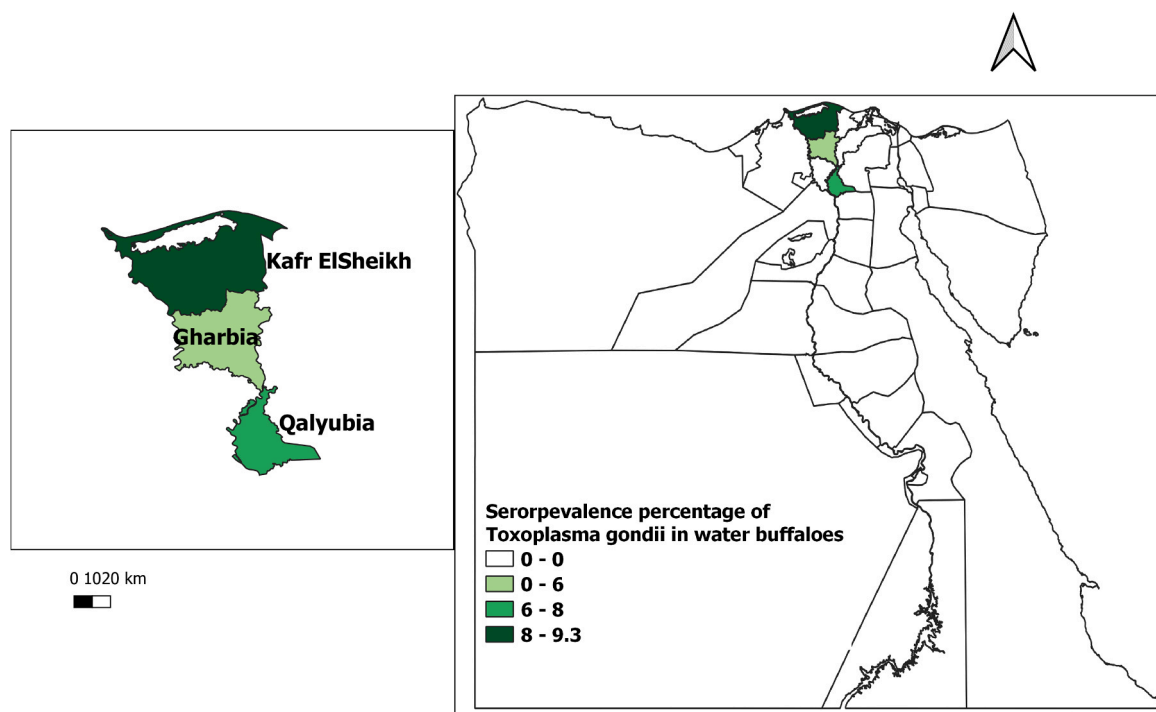 Kafr ElSheikh
Gharbia
Qalyubia
0 1020 km
Serorpevalence percentage of
Toxoplasma gondii in water buffaloes
0 - 0
0 - 6
6 - 8
8 - 9.3